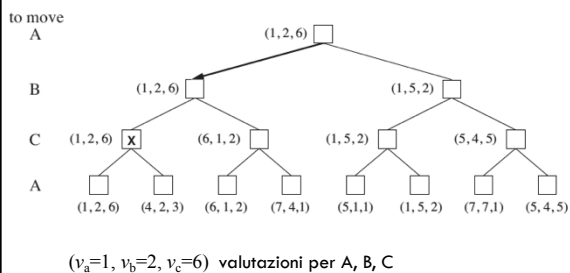 to move
A (1, 2, 6)
B (1, 2, 6) (1, 5, 2)
C (1, 2, 6) X (6, 1, 2) (1, 5, 2) (5, 4, 5)
A
(1, 2, 6) (4, 2, 3) (6, 1, 2) (7, 4,1) (5,1,1) (1, 5, 2) (7,7,1) (5, 4, 5)
(va=1, vb=2, vc=6) valutazioni per A, B, C